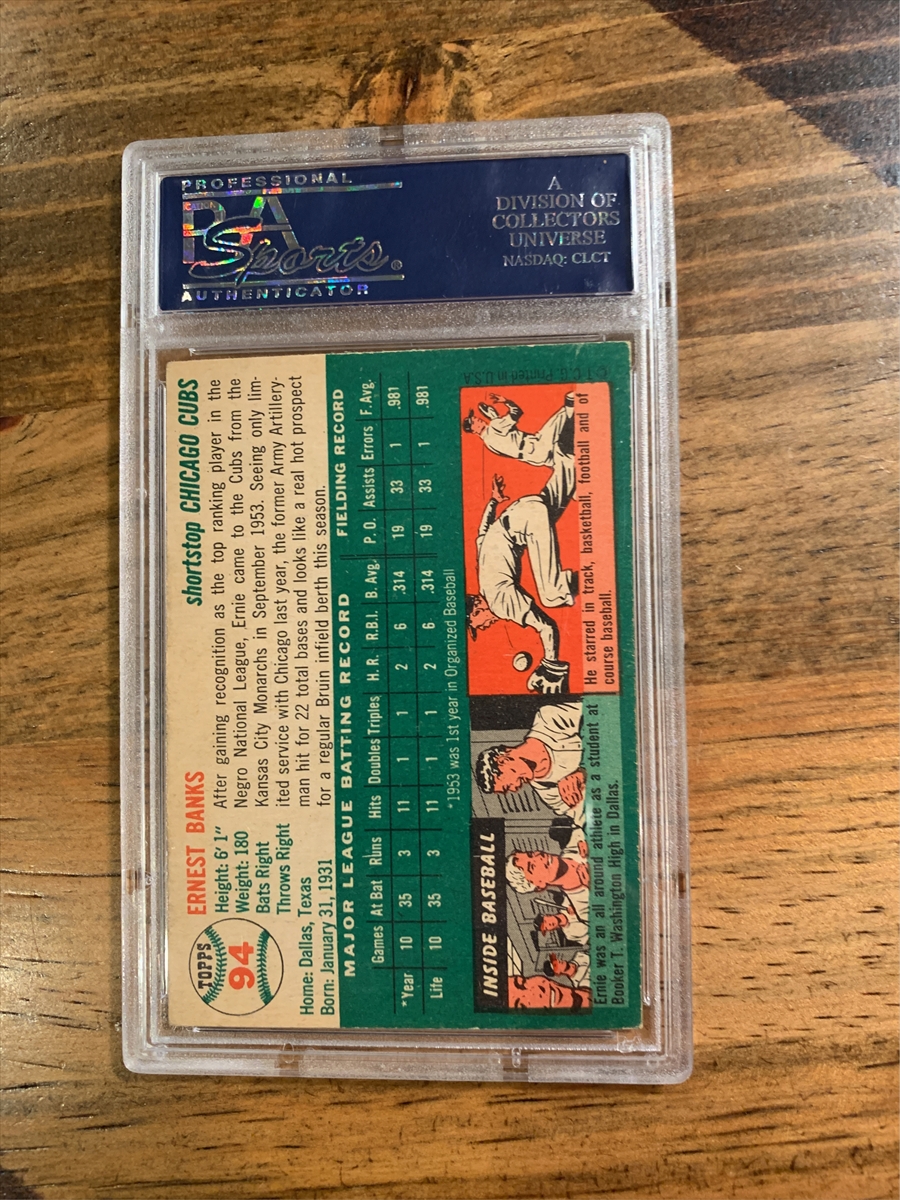 PROFESSIONAL
PSA
Sports®
AUTHENTICATOR
A
DIVISION OF
COLLECTORS
UNIVERSE
NASDAQ: CLCT
TOPPS
94
ERNEST BANKS
shortstop CHICAGO CUBS
Height: 6' 1"
Weight: 180
Bats Right
Throws Right
Home: Dallas, Texas
Born: January 31, 1931
After gaining recognition as the top ranking player in the
Negro National League, Ernie came to the Cubs from the
Kansas City Monarchs in September 1953. Seeing only lim-
ited service with Chicago last year, the former Army Artillery-
man hit for 22 total bases and looks like a real hot prospect
for a regular Bruin infield berth this season.
MAJOR LEAGUE BATTING RECORD FIELDING RECORD
Games At Bat Runs Hits Doubles Triples H.R. R.B.I. B. Avg. P. O. Assists Errors F. Avg.
*Year 10 35 3 11 1 1 2 6 .314 19 33 1 .981
Life 10 35 3 11 1 1 2 6 .314 19 33 1 .981
*1953 was 1st year in Organized Baseball
INSIDE BASEBALL
Ernie was an all around athlete as a student at
Booker T. Washington High in Dallas.
He starred in track, basketball, football and of
course baseball.
© T. C. G. Printed in U.S.A.